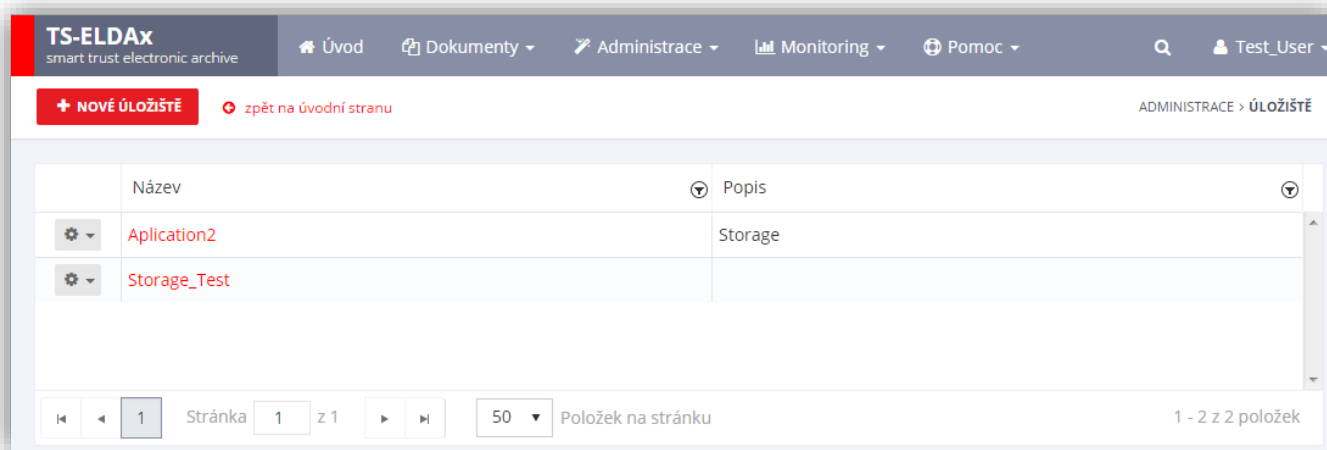 TS-ELDAx
smart trust electronic archive
Úvod Dokumenty Administrace Monitoring Pomoc Test_User
+ NOVÉ ÚLOŽIŠTĚ zpět na úvodní stranu ADMINISTRACE > ÚLOŽIŠTĚ
Název Popis
Aplication2 Storage
Storage_Test
1 Stránka 1 z 1 50 Položek na stránku 1 - 2 z 2 položek